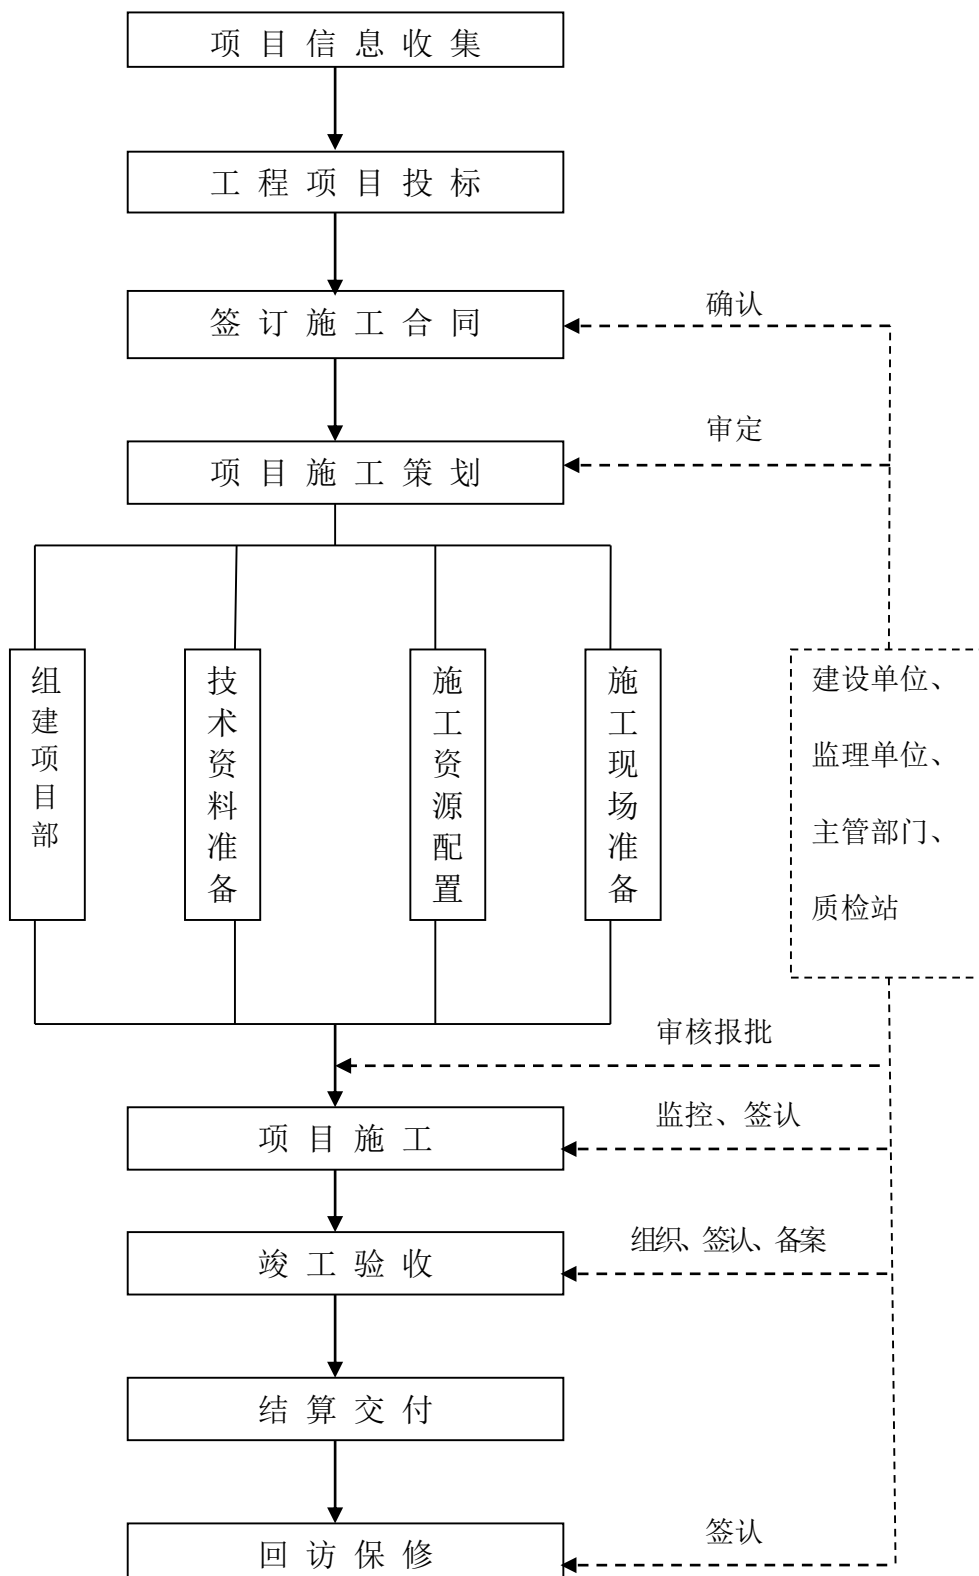 项目信息收集
工程项目投标
签订施工合同
确认
项目施工策划
审定
组建项目部
技术资料准备
施工资源配置
施工现场准备
建设单位、
监理单位、
主管部门、
质检站
审核报批
项目施工
监控、签认
竣工验收
组织、签认、备案
结算交付
回访保修
签认